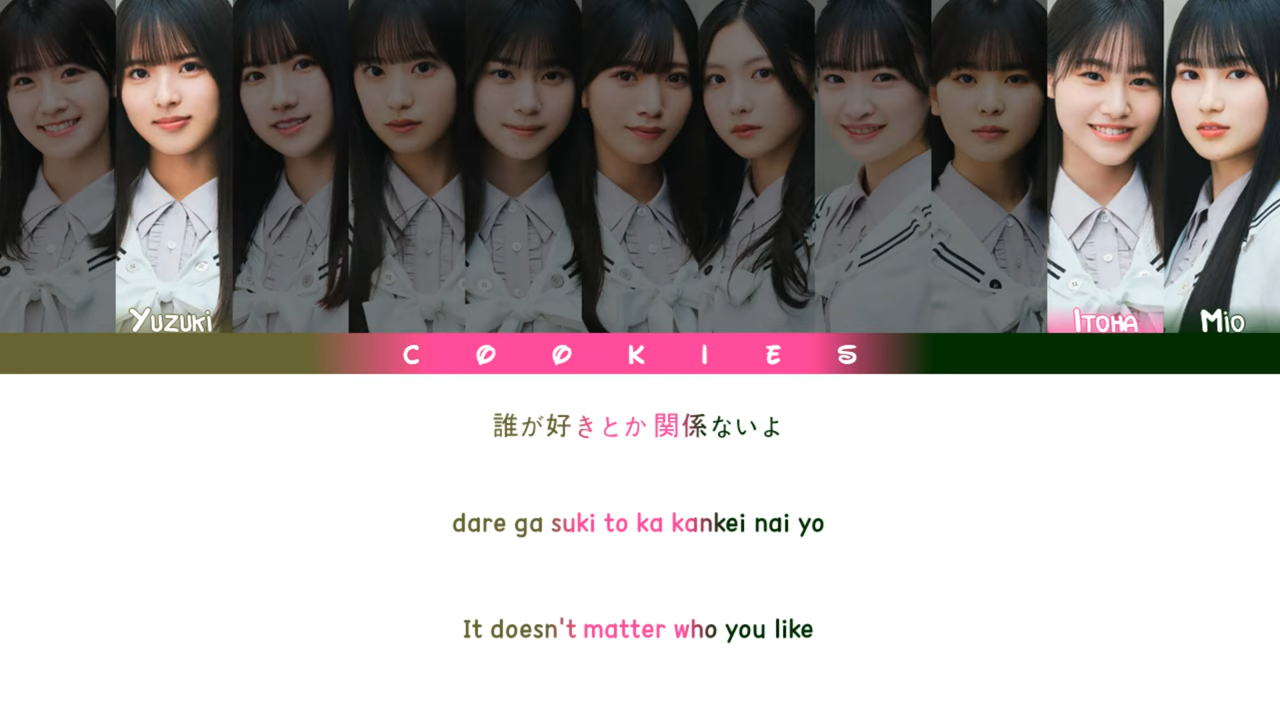 Yuzuki
Itoha
Mio
COOKIES
誰が好きとか 関係ないよ
dare ga suki to ka kankei nai yo
It doesn't matter who you like